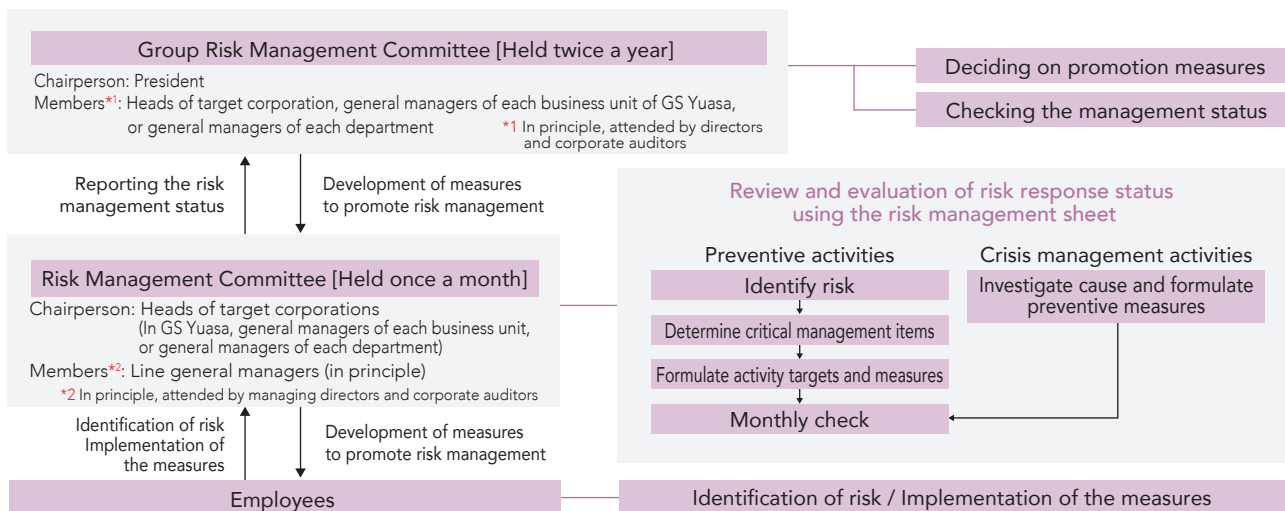 Group Risk Management Committee [Held twice a year]
Chairperson: President
Members*1: Heads of target corporation, general managers of each business unit of GS Yuasa,
or general managers of each department
*1 In principle, attended by directors
and corporate auditors
Deciding on promotion measures
Checking the management status
Reporting the risk
management status
Development of measures
to promote risk management
Risk Management Committee [Held once a month]
Chairperson: Heads of target corporations
(In GS Yuasa, general managers of each business unit,
or general managers of each department)
Members*2: Line general managers (in principle)
*2 In principle, attended by managing directors and corporate auditors
Review and evaluation of risk response status
using the risk management sheet
Preventive activities
Identify risk
Determine critical management items
Formulate activity targets and measures
Monthly check
Crisis management activities
Investigate cause and formulate
preventive measures
Identification of risk
Implementation of
the measures
Development of measures
to promote risk management
Employees
Identification of risk / Implementation of the measures